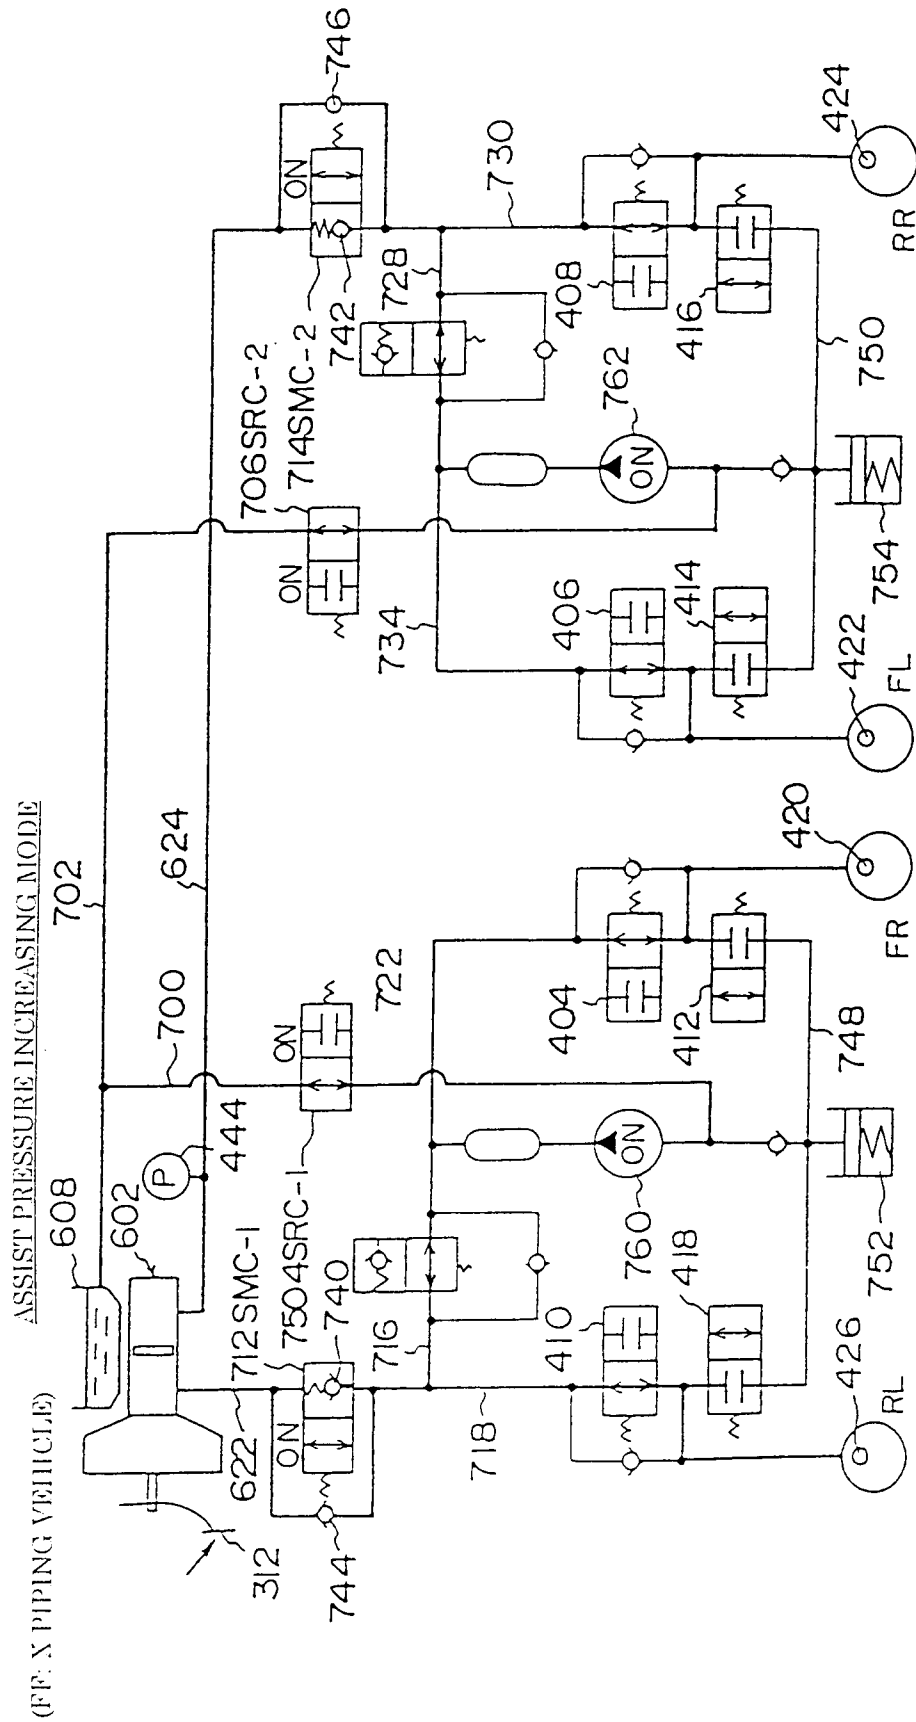 ASSIST PRESSURE INCREASING MODE
(FF: X PIPING VEHICLE)
608
702
602
444
700
624
P
312
622
712SMC-1
7504SRC-1
740
744
ON
ON
722
706SRC-2
714SMC-2
742
746
ON
ON
716
718
728
730
734
760
ON
762
ON
410
418
404
412
406
414
408
416
748
750
752
754
426
RL
420
FR
422
FL
424
RR